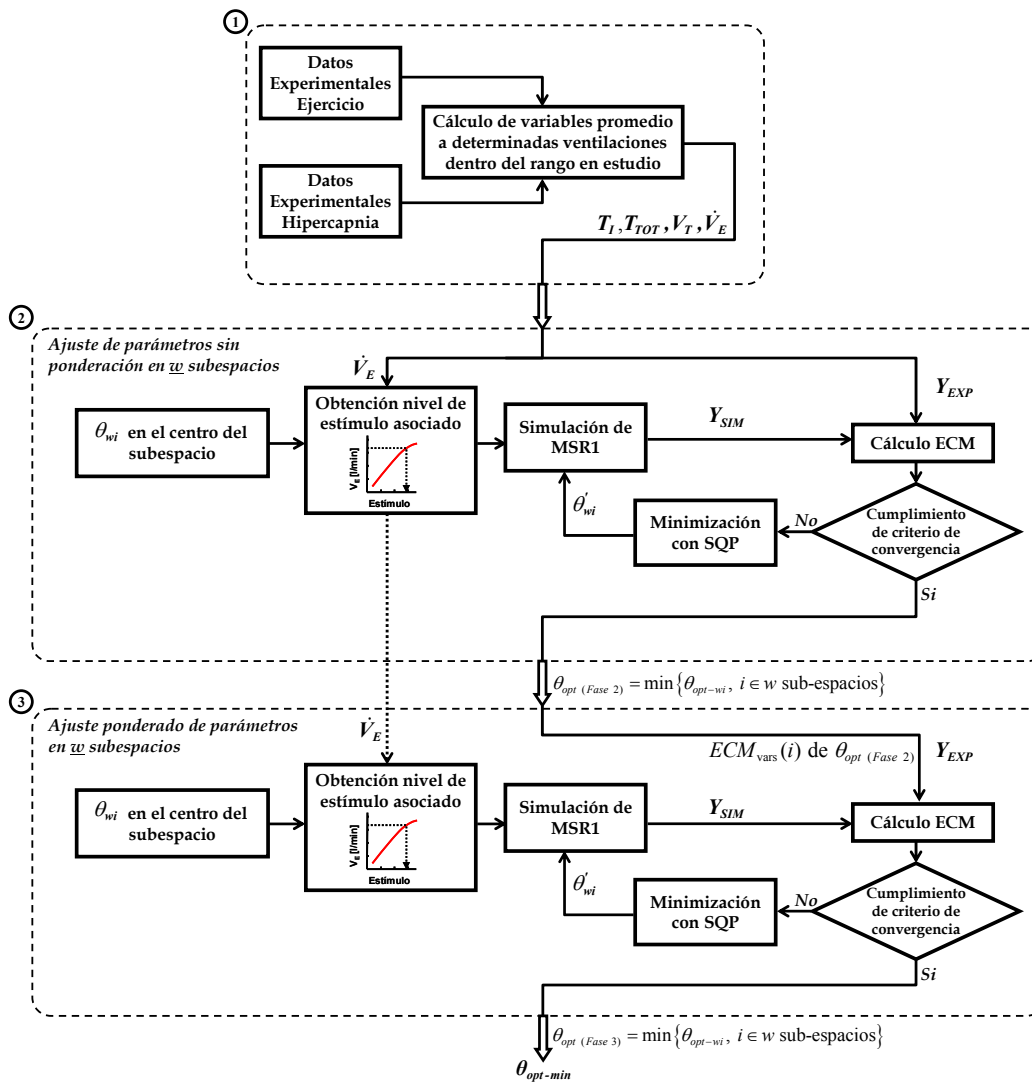 1
Datos
Experimentales
Ejercicio
Cálculo de variables promedio
a determinadas ventilaciones
dentro del rango en estudio
Datos
Experimentales
Hipercapnia
T_I, T_TOT, V_T, V̇_E
2
Ajuste de parámetros sin
ponderación en w subespacios
V̇_E
Y_EXP
θ_wi en el centro del
subespacio
Obtención nivel de
estímulo asociado
V_E [l/min]
Estímulo
Simulación de
MSR1
Y_SIM
Cálculo ECM
θ'_wi
Minimización
con SQP
No
Cumplimiento
de criterio de
convergencia
Si
θ_opt (Fase 2) = min{θ_opt-wi, i ∈ w sub-espacios}
3
Ajuste ponderado de parámetros
en w subespacios
V̇_E
ECM_vars(i) de θ_opt (Fase 2)
Y_EXP
θ_wi en el centro del
subespacio
Obtención nivel de
estímulo asociado
V_E [l/min]
Estímulo
Simulación de
MSR1
Y_SIM
Cálculo ECM
θ'_wi
Minimización
con SQP
No
Cumplimiento
de criterio de
convergencia
Si
θ_opt (Fase 3) = min{θ_opt-wi, i ∈ w sub-espacios}
θ_opt-min